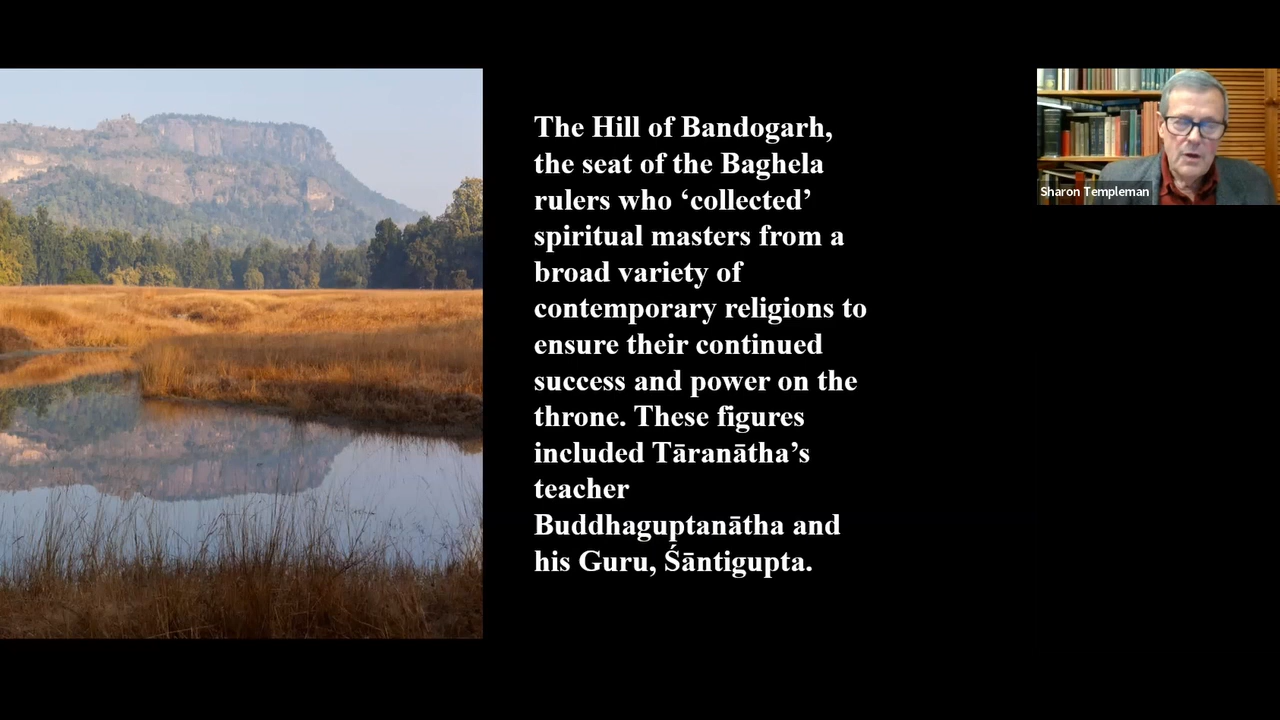 The Hill of Bandogarh,
the seat of the Baghela
rulers who ‘collected’
spiritual masters from a
broad variety of
contemporary religions to
ensure their continued
success and power on the
throne. These figures
included Tāranātha’s
teacher
Buddhaguptanātha and
his Guru, Śāntigupta.
Sharon Templeman